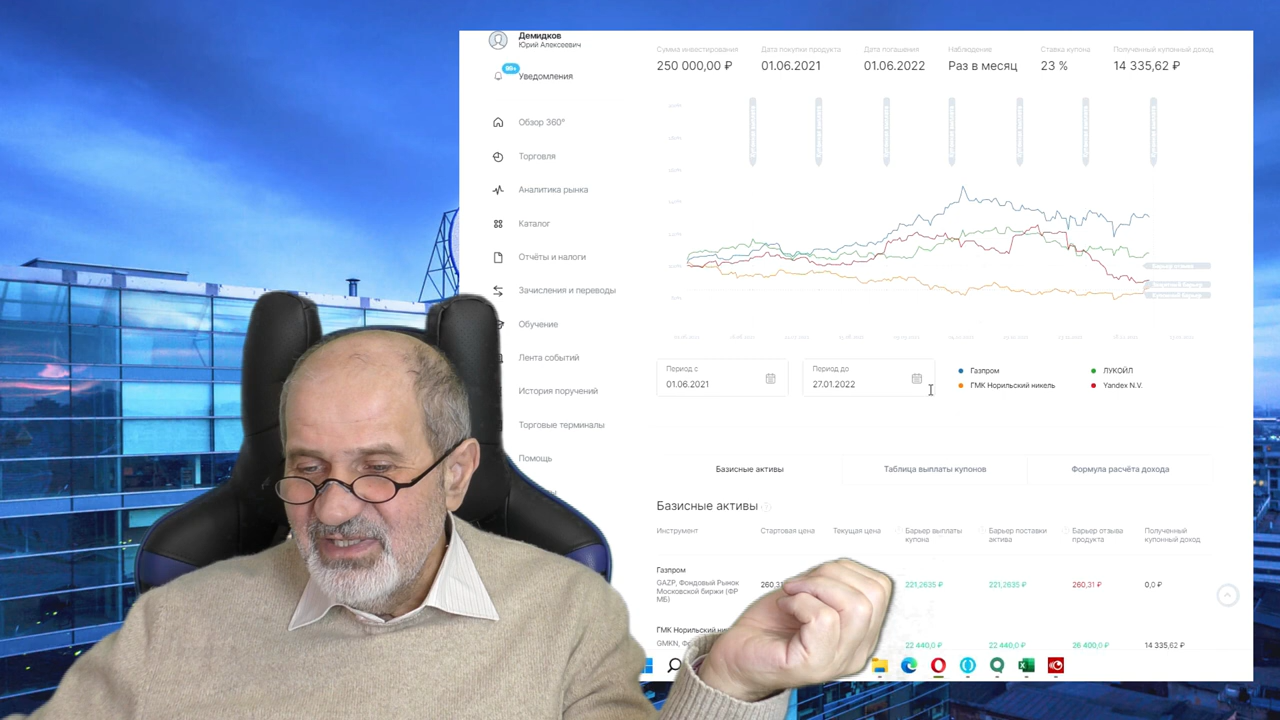 Демидков
Юрий Алексеевич
99+
Уведомления
Обзор 360°
Торговля
Аналитика рынка
Каталог
Отчёты и налоги
Зачисления и переводы
Обучение
Лента событий
История поручений
Торговые терминалы
Помощь
Сумма инвестирования
250 000,00 ₽
Дата покупки продукта
01.06.2021
Дата погашения
01.06.2022
Наблюдение
Раз в месяц
Ставка купона
23 %
Полученный купонный доход
14 335,62 ₽
Период с
01.06.2021
Период до
27.01.2022
Газпром
ЛУКОЙЛ
ГМК Норильский никель
Yandex N.V.
Базисные активы
Таблица выплаты купонов
Формула расчёта дохода
Базисные активы
Инструмент
Стартовая цена
Текущая цена
Барьер выплаты
купона
Барьер поставки
актива
Барьер отзыва
продукта
Полученный
купонный доход
Газпром
GAZP, Фондовый Рынок
Московской биржи (ФР
МБ)
260,31
221,2635 ₽
221,2635 ₽
260,31 ₽
0,0 ₽
ГМК Норильский
GMKN,
22 440,0 ₽
22 440,0 ₽
26 400,0 ₽
14 335,62 ₽